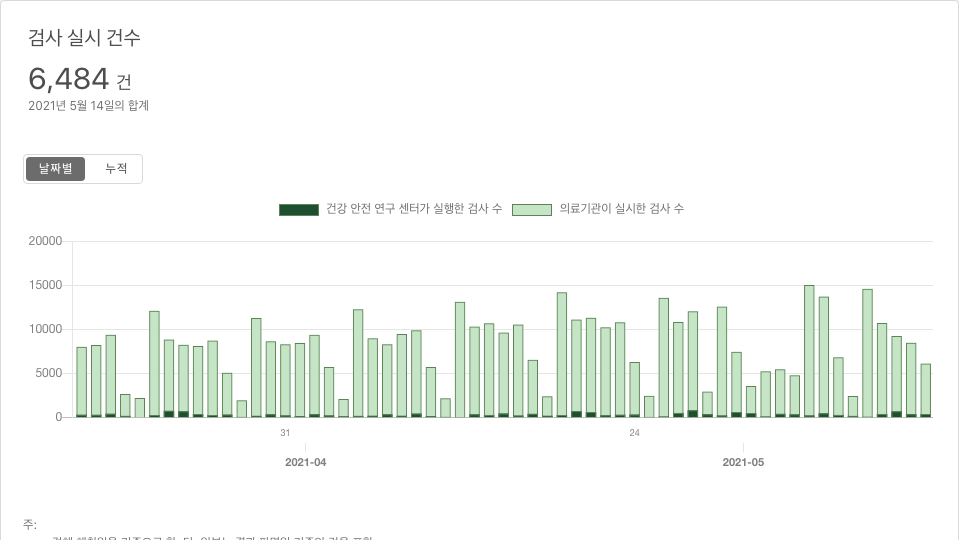 검사 실시 건수
6,484 건
2021년 5월 14일의 합계
날짜별 누적
건강 안전 연구 센터가 실행한 검사 수 의료기관이 실시한 검사 수
20000
15000
10000
5000
0
31 24
2021-04 2021-05
주: